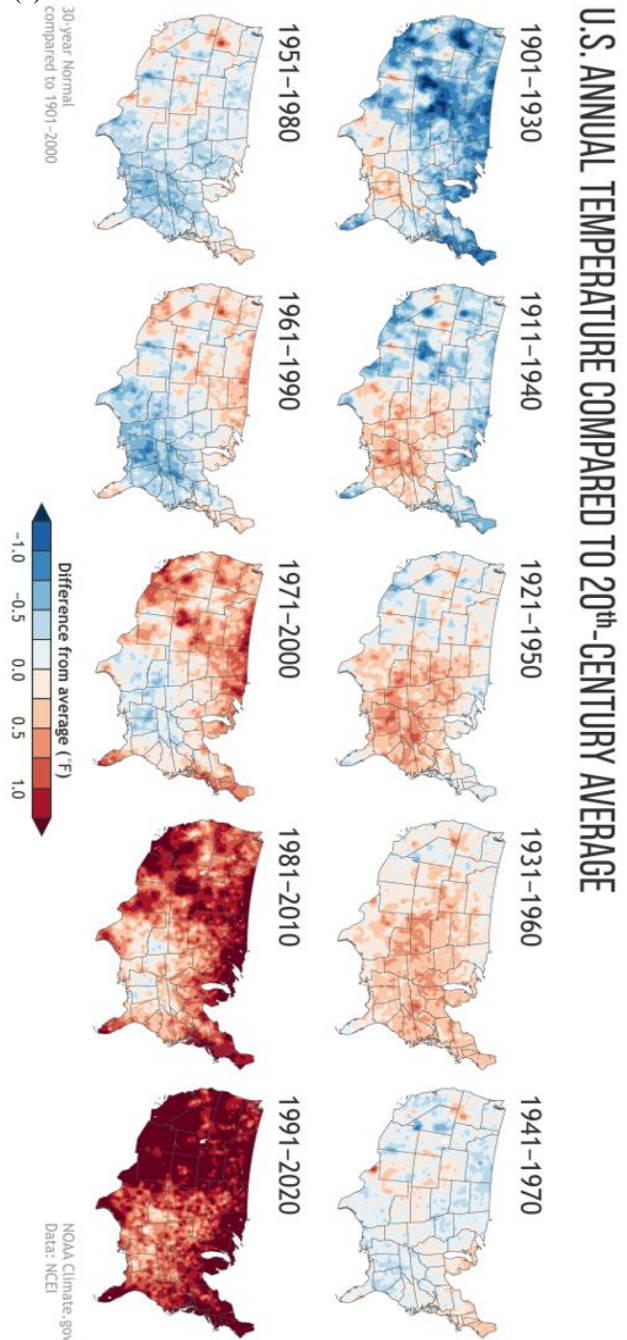 U.S. ANNUAL TEMPERATURE COMPARED TO 20th-CENTURY AVERAGE
1901–1930
1911–1940
1921–1950
1931–1960
1941–1970
1951–1980
1961–1990
1971–2000
1981–2010
1991–2020
30-year Normal
compared to 1901–2000
Difference from average (°F)
-1.0 -0.5 0.0 0.5 1.0
NOAA Climate.gov
Data: NCEI